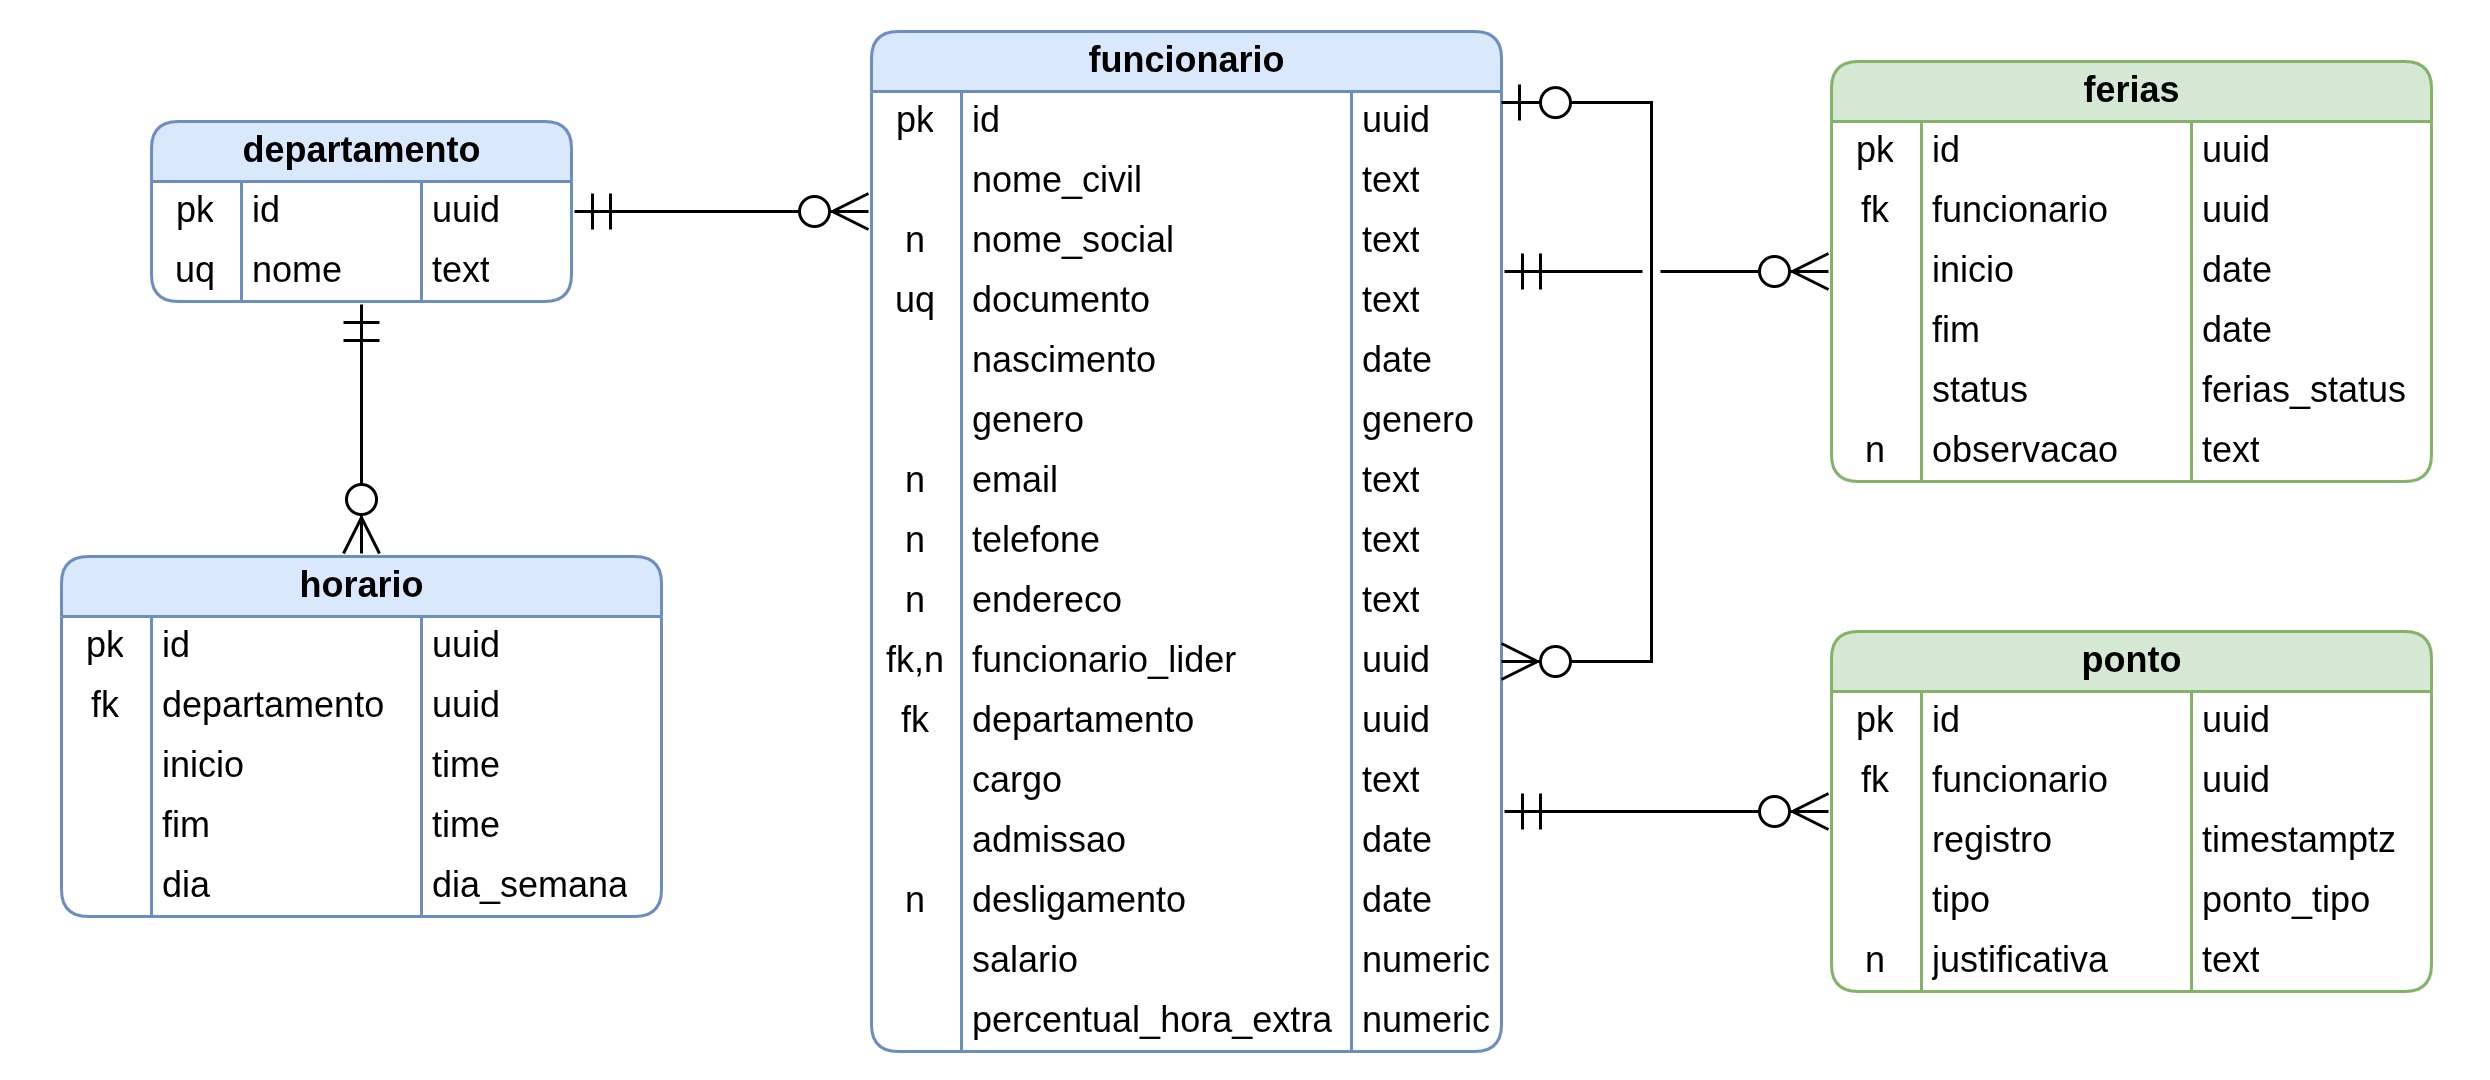 departamento
pk id uuid
uq nome text
horario
pk id uuid
fk departamento uuid
inicio time
fim time
dia dia_semana
funcionario
pk id uuid
nome_civil text
n nome_social text
uq documento text
nascimento date
genero genero
n email text
n telefone text
n endereco text
fk,n funcionario_lider uuid
fk departamento uuid
cargo text
admissao date
n desligamento date
salario numeric
percentual_hora_extra numeric
ferias
pk id uuid
fk funcionario uuid
inicio date
fim date
status ferias_status
n observacao text
ponto
pk id uuid
fk funcionario uuid
registro timestamptz
tipo ponto_tipo
n justificativa text